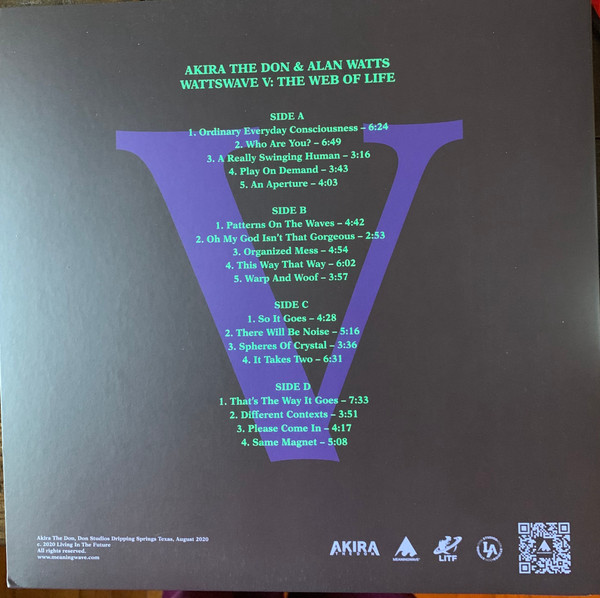 AKIRA THE DON & ALAN WATTS
WATTSWAVE V: THE WEB OF LIFE
SIDE A
1. Ordinary Everyday Consciousness – 6:24
2. Who Are You? – 6:49
3. A Really Swinging Human – 3:16
4. Play On Demand – 3:43
5. An Aperture – 4:03
SIDE B
1. Patterns On The Waves – 4:42
2. Oh My God Isn't That Gorgeous – 2:53
3. Organized Mess – 4:54
4. This Way That Way – 6:02
5. Warp And Woof – 3:57
SIDE C
1. So It Goes – 4:28
2. There Will Be Noise – 5:16
3. Spheres Of Crystal – 3:36
4. It Takes Two – 6:31
SIDE D
1. That's The Way It Goes – 7:33
2. Different Contexts – 3:51
3. Please Come In – 4:17
4. Same Magnet – 5:08
V
Akira The Don, Don Studios Dripping Springs Texas, August 2020
c. 2020 Living In The Future
All rights reserved.
www.meaningwave.com
AKIRA
THE DON
MEANINGWAVE
LITF
LA